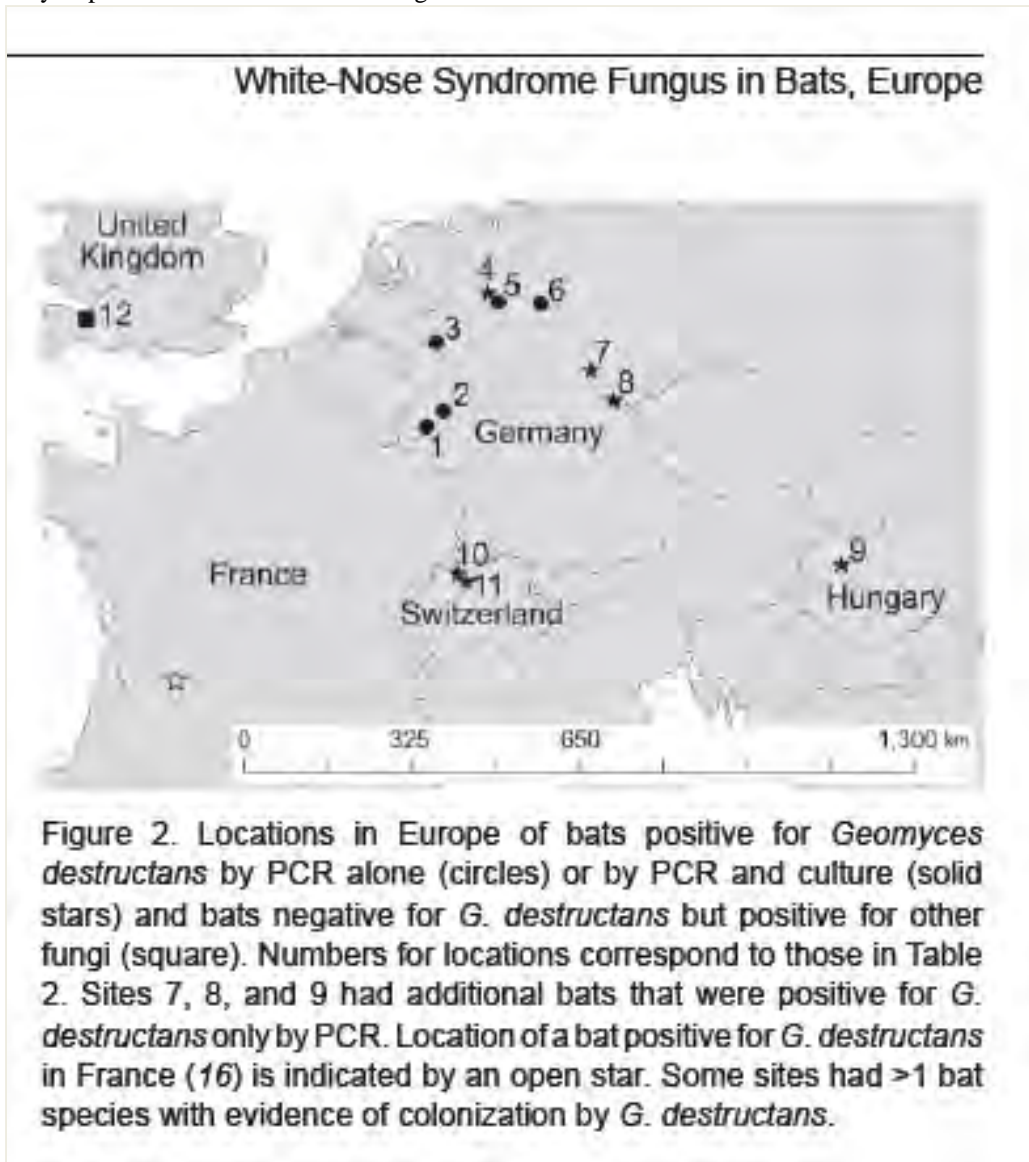 White-Nose Syndrome Fungus in Bats, Europe
United
Kingdom
12
4
5
6
3
7
8
2
1
Germany
10
11
France
Switzerland
9
Hungary
0 325 650 1,300 km
Figure 2. Locations in Europe of bats positive for Geomyces
destructans by PCR alone (circles) or by PCR and culture (solid
stars) and bats negative for G. destructans but positive for other
fungi (square). Numbers for locations correspond to those in Table
2. Sites 7, 8, and 9 had additional bats that were positive for G.
destructans only by PCR. Location of a bat positive for G. destructans
in France (16) is indicated by an open star. Some sites had >1 bat
species with evidence of colonization by G. destructans.